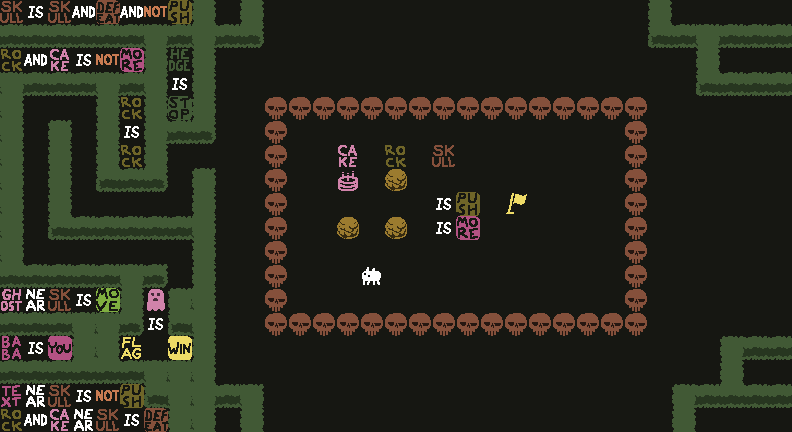 SKULL IS SKULL AND DEFEAT AND NOT PUSH
ROCK AND CAKE IS NOT MORE
HEDGE
IS
STOP
ROCK
IS
ROCK
CAKE ROCK SKULL
IS PUSH
IS MORE
GHOST NEAR SKULL IS MOVE
IS
BABA IS YOU FLAG WIN
TEXT NEAR SKULL IS NOT PUSH
ROCK AND CAKE NEAR SKULL IS DEFEAT